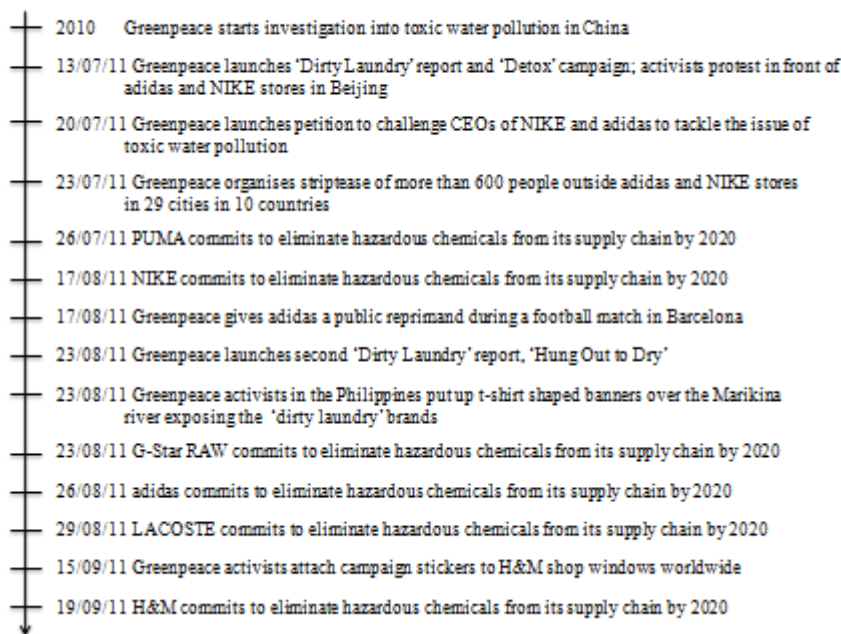 2010 Greenpeace starts investigation into toxic water pollution in China
13/07/11 Greenpeace launches 'Dirty Laundry' report and 'Detox' campaign; activists protest in front of
adidas and NIKE stores in Beijing
20/07/11 Greenpeace launches petition to challenge CEOs of NIKE and adidas to tackle the issue of
toxic water pollution
23/07/11 Greenpeace organises striptease of more than 600 people outside adidas and NIKE stores
in 29 cities in 10 countries
26/07/11 PUMA commits to eliminate hazardous chemicals from its supply chain by 2020
17/08/11 NIKE commits to eliminate hazardous chemicals from its supply chain by 2020
17/08/11 Greenpeace gives adidas a public reprimand during a football match in Barcelona
23/08/11 Greenpeace launches second 'Dirty Laundry' report, 'Hung Out to Dry'
23/08/11 Greenpeace activists in the Philippines put up t-shirt shaped banners over the Marikina
river exposing the 'dirty laundry' brands
23/08/11 G-Star RAW commits to eliminate hazardous chemicals from its supply chain by 2020
26/08/11 adidas commits to eliminate hazardous chemicals from its supply chain by 2020
29/08/11 LACOSTE commits to eliminate hazardous chemicals from its supply chain by 2020
15/09/11 Greenpeace activists attach campaign stickers to H&M shop windows worldwide
19/09/11 H&M commits to eliminate hazardous chemicals from its supply chain by 2020